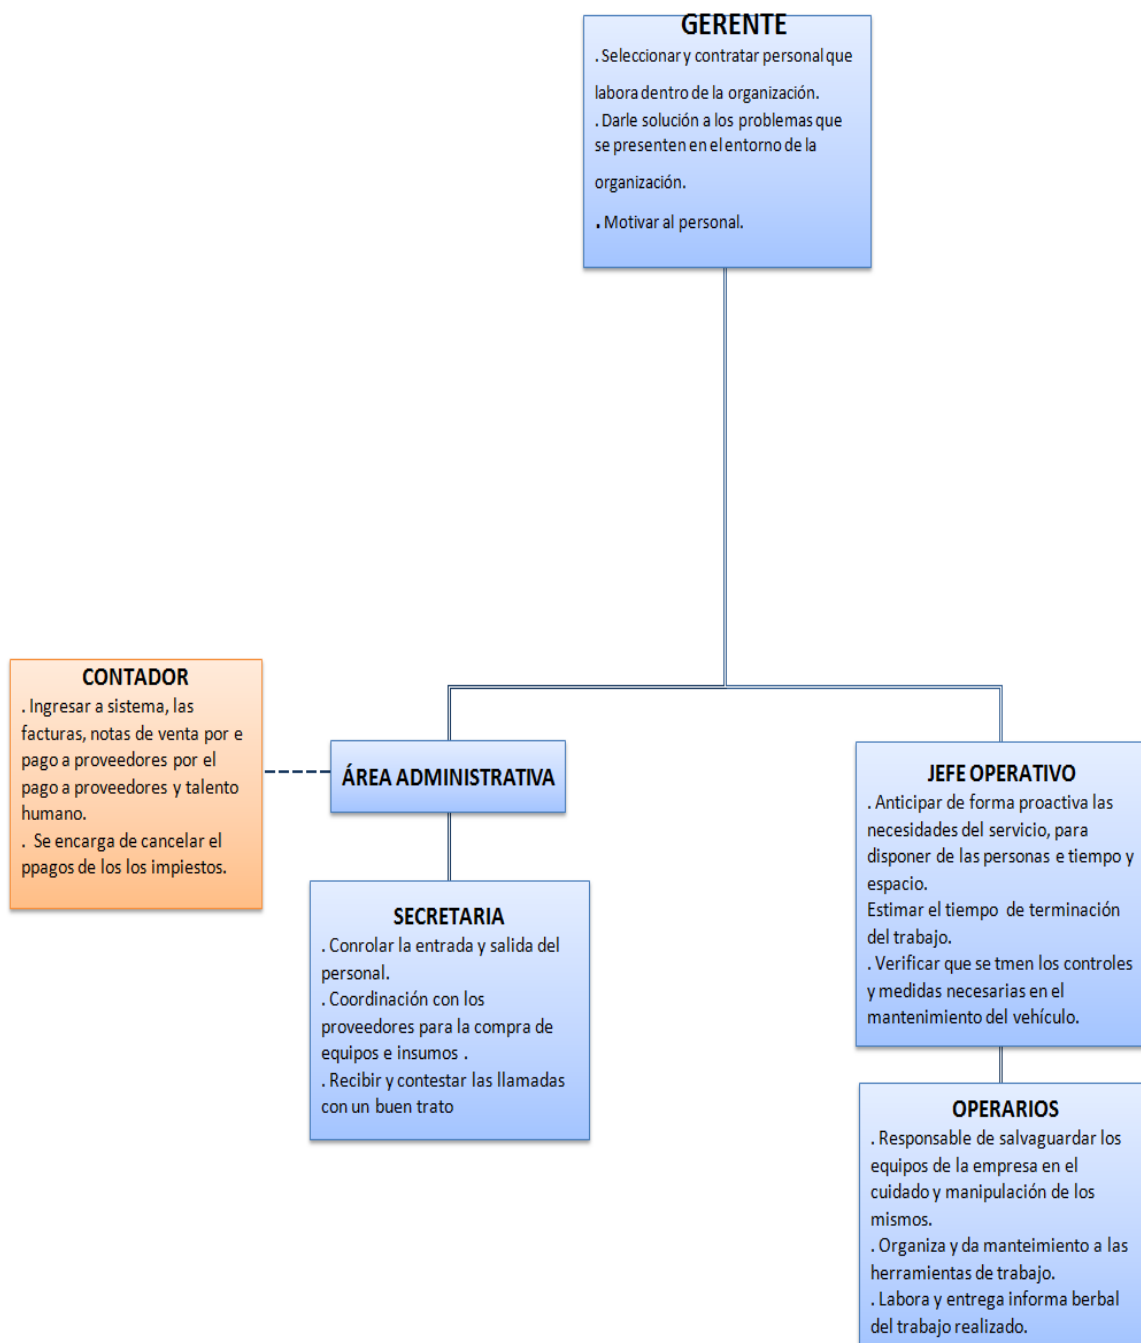 GERENTE
. Seleccionar y contratar personal que
labora dentro de la organización.
. Darle solución a los problemas que
se presenten en el entorno de la
organización.
. Motivar al personal.
CONTADOR
. Ingresar a sistema, las
facturas, notas de venta por e
pago a proveedores por el
pago a proveedores y talento
humano.
. Se encarga de cancelar el
ppagos de los los impiestos.
ÁREA ADMINISTRATIVA
SECRETARIA
. Conrolar la entrada y salida del
personal.
. Coordinación con los
proveedores para la compra de
equipos e insumos .
. Recibir y contestar las llamadas
con un buen trato
JEFE OPERATIVO
. Anticipar de forma proactiva las
necesidades del servicio, para
disponer de las personas e tiempo y
espacio.
Estimar el tiempo de terminación
del trabajo.
. Verificar que se tmen los controles
y medidas necesarias en el
mantenimiento del vehículo.
OPERARIOS
. Responsable de salvaguardar los
equipos de la empresa en el
cuidado y manipulación de los
mismos.
. Organiza y da manteimiento a las
herramientas de trabajo.
. Labora y entrega informa berbal
del trabajo realizado.